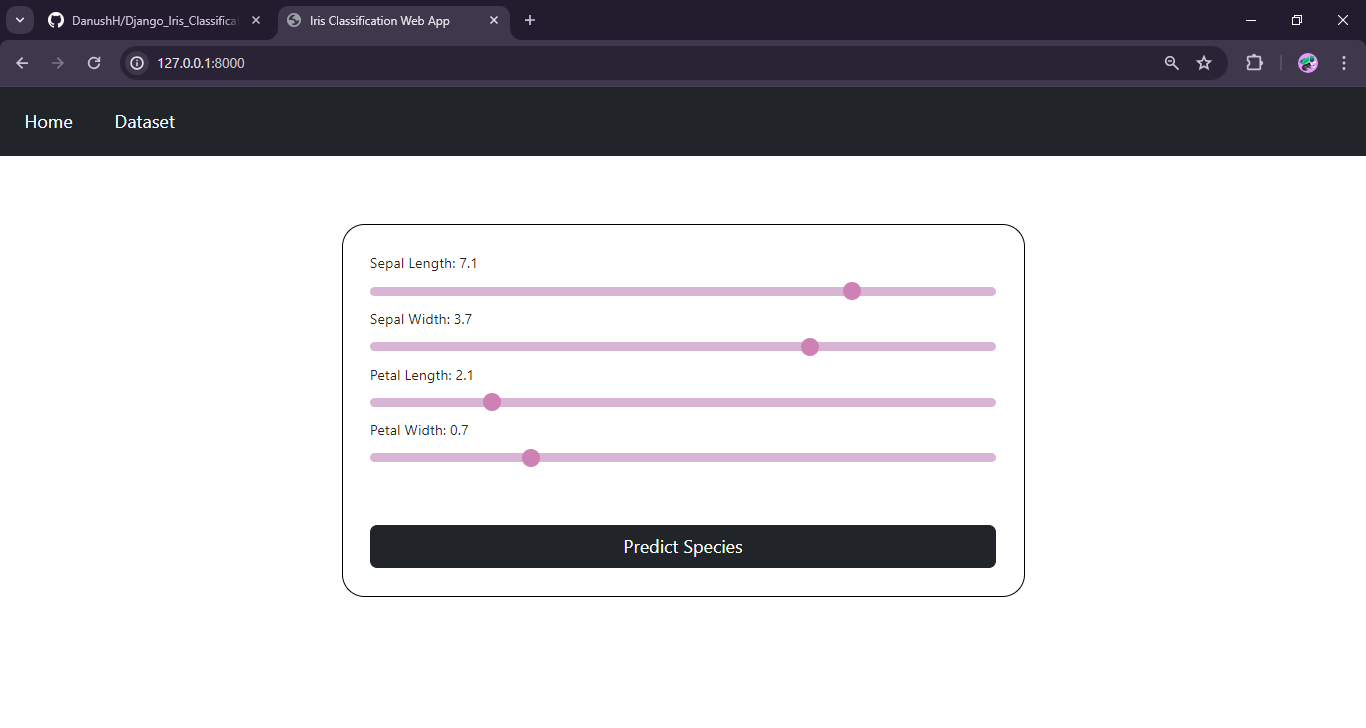 DanushH/Django_Iris_Classifica
Iris Classification Web App
127.0.0.1:8000
Home Dataset
Sepal Length: 7.1
Sepal Width: 3.7
Petal Length: 2.1
Petal Width: 0.7
Predict Species